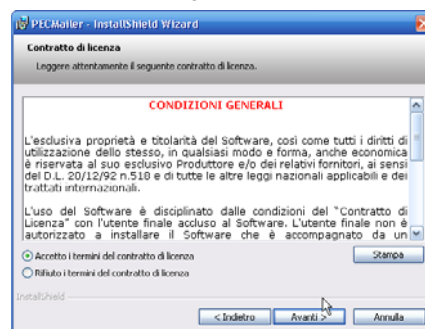 PECMailer - InstallShield Wizard
Contratto di licenza
Leggere attentamente il seguente contratto di licenza.
CONDIZIONI GENERALI
L'esclusiva proprietà e titolarità del Software, così come tutti i diritti di
utilizzazione dello stesso, in qualsiasi modo e forma, anche economica
è riservata al suo esclusivo Produttore e/o dei relativi fornitori, ai sensi
del D.L. 20/12/92 n.518 e di tutte le altre leggi nazionali applicabili e dei
trattati internazionali.
L'uso del Software è disciplinato dalle condizioni del "Contratto di
Licenza" con l'utente finale accluso al Software. L'utente finale non è
autorizzato a installare il Software che è accompagnato da un
Accetto i termini del contratto di licenza
Stampa
Rifiuto i termini del contratto di licenza
InstallShield
< Indietro
Avanti >
Annulla